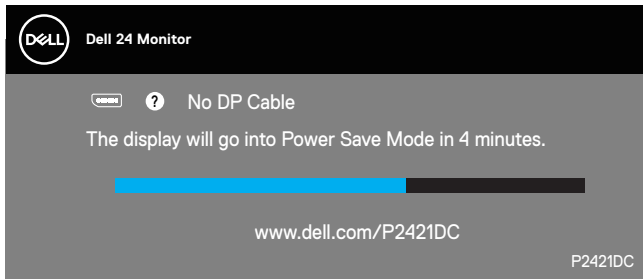 DELL
Dell 24 Monitor
? No DP Cable
The display will go into Power Save Mode in 4 minutes.
www.dell.com/P2421DC
P2421DC